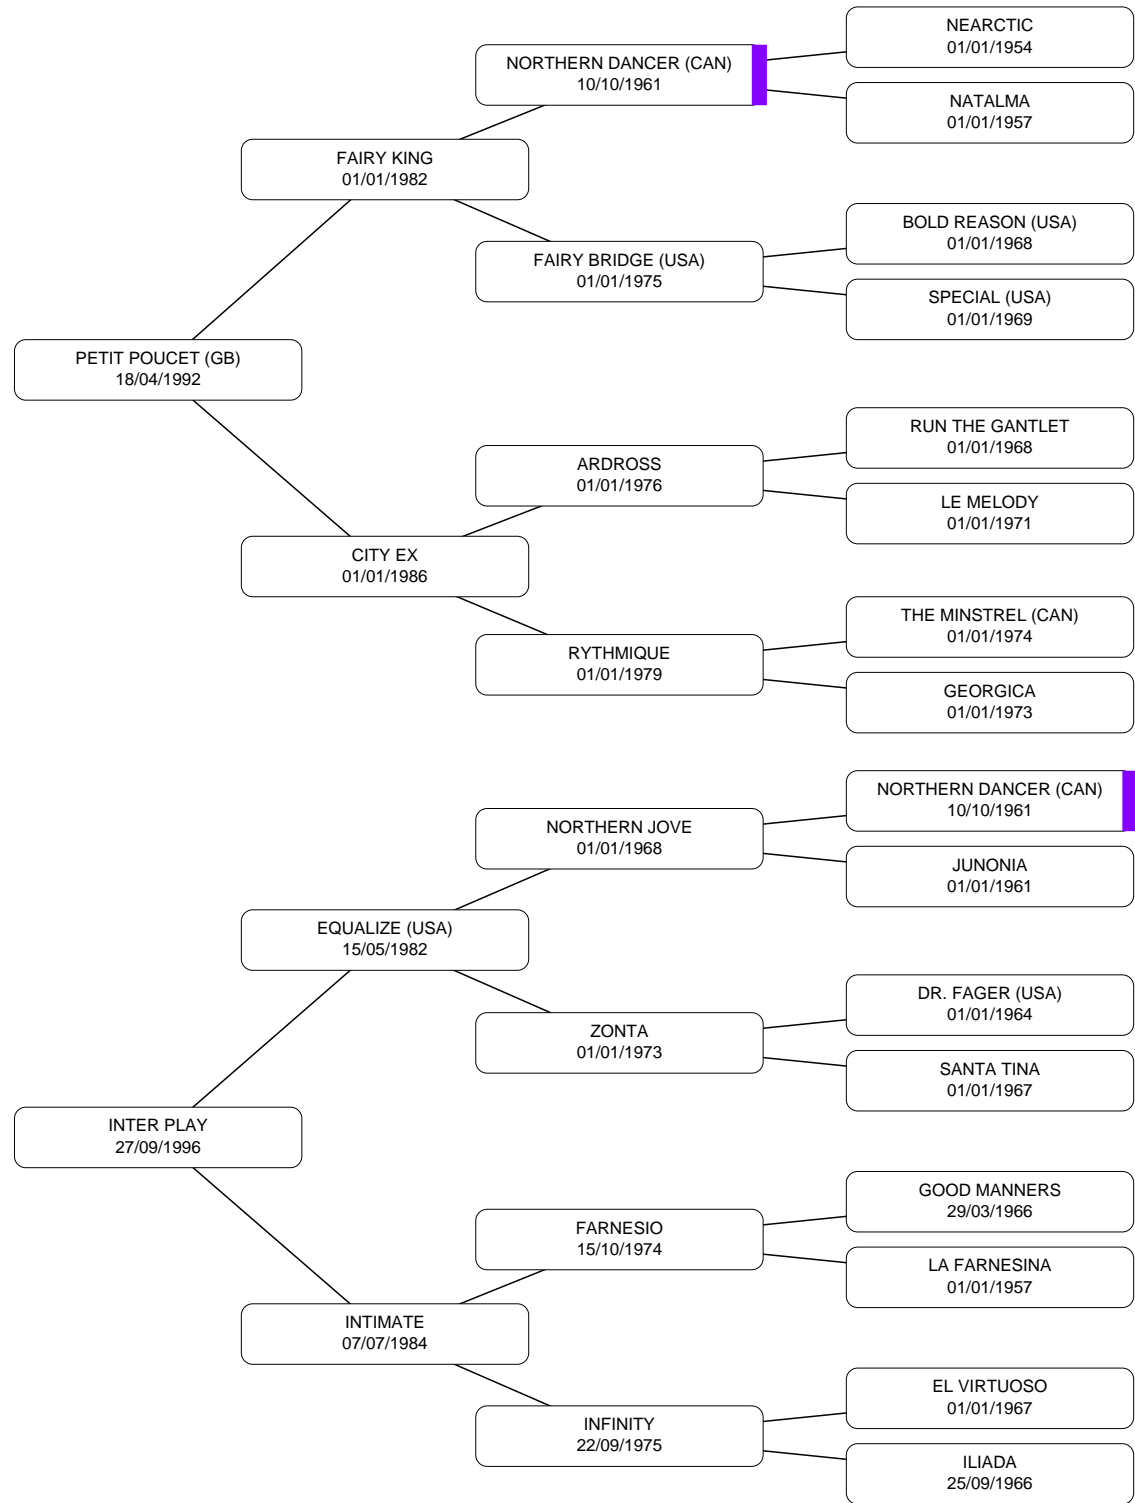 NEARCTIC
01/01/1954
NORTHERN DANCER (CAN)
10/10/1961
NATALMA
01/01/1957
FAIRY KING
01/01/1982
BOLD REASON (USA)
01/01/1968
FAIRY BRIDGE (USA)
01/01/1975
SPECIAL (USA)
01/01/1969
PETIT POUCET (GB)
18/04/1992
RUN THE GANTLET
01/01/1968
ARDROSS
01/01/1976
LE MELODY
01/01/1971
CITY EX
01/01/1986
THE MINSTREL (CAN)
01/01/1974
RYTHMIQUE
01/01/1979
GEORGICA
01/01/1973
NORTHERN DANCER (CAN)
10/10/1961
NORTHERN JOVE
01/01/1968
JUNONIA
01/01/1961
EQUALIZE (USA)
15/05/1982
DR. FAGER (USA)
01/01/1964
ZONTA
01/01/1973
SANTA TINA
01/01/1967
INTER PLAY
27/09/1996
GOOD MANNERS
29/03/1966
FARNESIO
15/10/1974
LA FARNESINA
01/01/1957
INTIMATE
07/07/1984
EL VIRTUOSO
01/01/1967
INFINITY
22/09/1975
ILIADA
25/09/1966